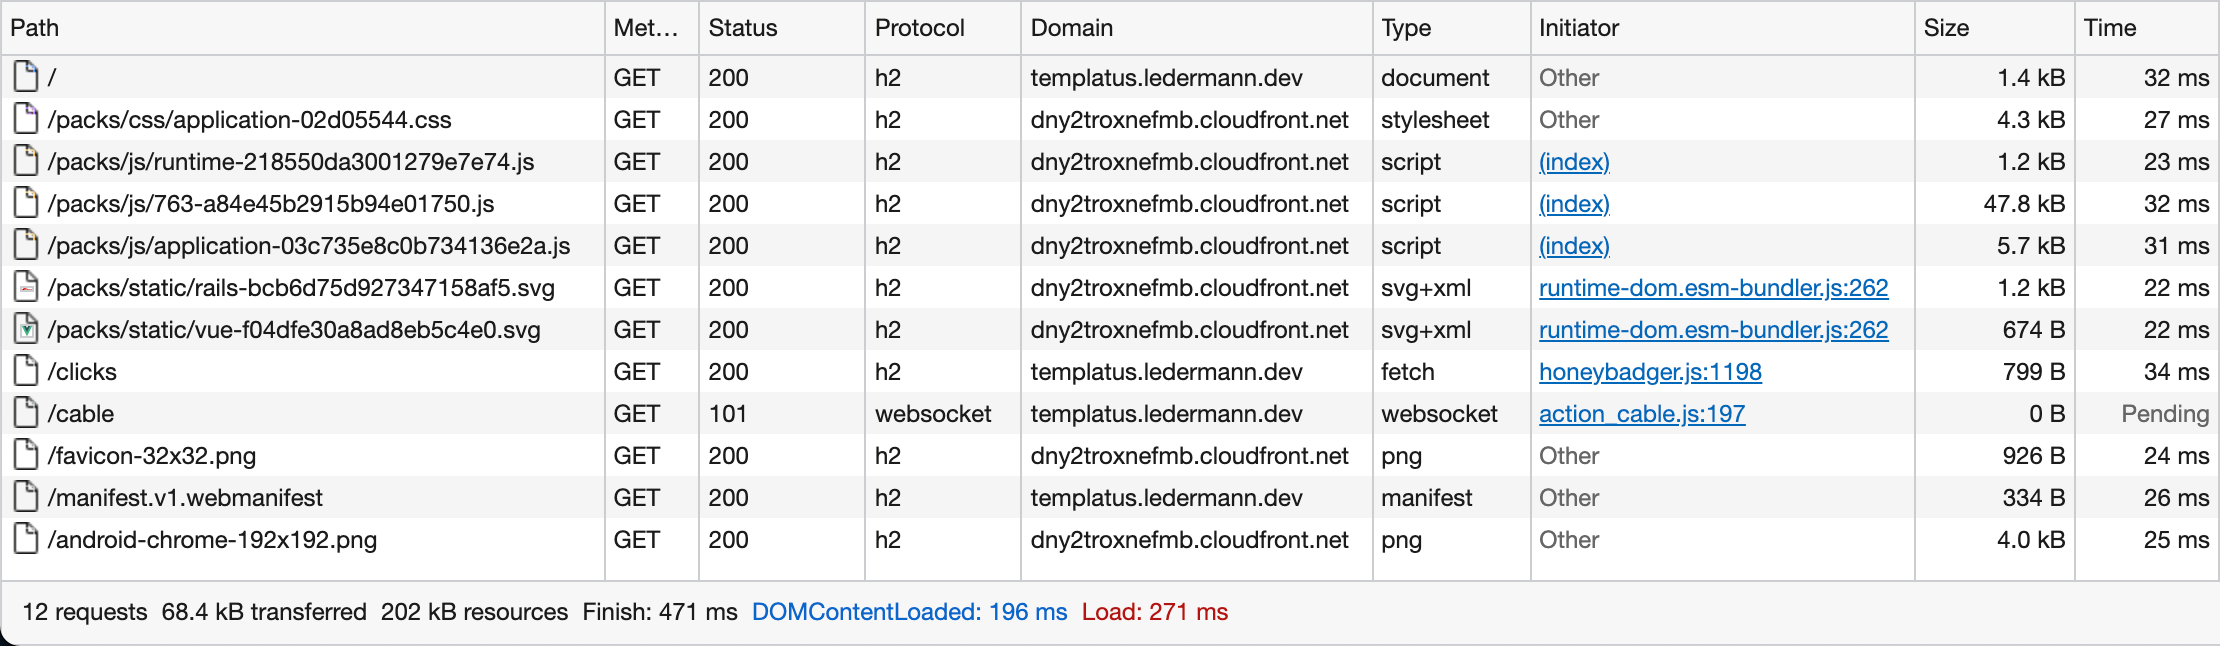 Path Met... Status Protocol Domain Type Initiator Size Time
/ GET 200 h2 templatus.ledermann.dev document Other 1.4 kB 32 ms
/packs/css/application-02d05544.css GET 200 h2 dny2troxnefmb.cloudfront.net stylesheet Other 4.3 kB 27 ms
/packs/js/runtime-218550da3001279e7e74.js GET 200 h2 dny2troxnefmb.cloudfront.net script (index) 1.2 kB 23 ms
/packs/js/763-a84e45b2915b94e01750.js GET 200 h2 dny2troxnefmb.cloudfront.net script (index) 47.8 kB 32 ms
/packs/js/application-03c735e8c0b734136e2a.js GET 200 h2 dny2troxnefmb.cloudfront.net script (index) 5.7 kB 31 ms
/packs/static/rails-bcb6d75d927347158af5.svg GET 200 h2 dny2troxnefmb.cloudfront.net svg+xml runtime-dom.esm-bundler.js:262 1.2 kB 22 ms
/packs/static/vue-f04dfe30a8ad8eb5c4e0.svg GET 200 h2 dny2troxnefmb.cloudfront.net svg+xml runtime-dom.esm-bundler.js:262 674 B 22 ms
/clicks GET 200 h2 templatus.ledermann.dev fetch honeybadger.js:1198 799 B 34 ms
/cable GET 101 websocket templatus.ledermann.dev websocket action_cable.js:197 0 B Pending
/favicon-32x32.png GET 200 h2 dny2troxnefmb.cloudfront.net png Other 926 B 24 ms
/manifest.v1.webmanifest GET 200 h2 templatus.ledermann.dev manifest Other 334 B 26 ms
/android-chrome-192x192.png GET 200 h2 dny2troxnefmb.cloudfront.net png Other 4.0 kB 25 ms
12 requests 68.4 kB transferred 202 kB resources Finish: 471 ms DOMContentLoaded: 196 ms Load: 271 ms